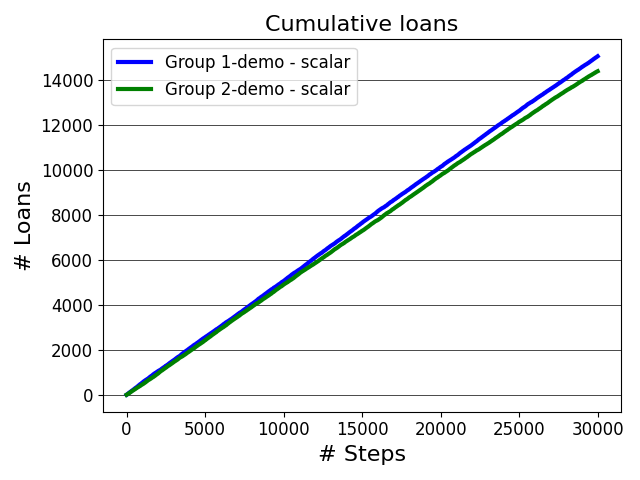 Cumulative loans
Group 1-demo - scalar
Group 2-demo - scalar
14000
12000
10000
8000
6000
4000
2000
0
# Loans
0 5000 10000 15000 20000 25000 30000
# Steps